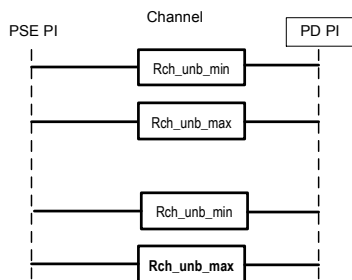 Channel
PSE PI
PD PI
Rch_unb_min
Rch_unb_max
Rch_unb_min
Rch_unb_max